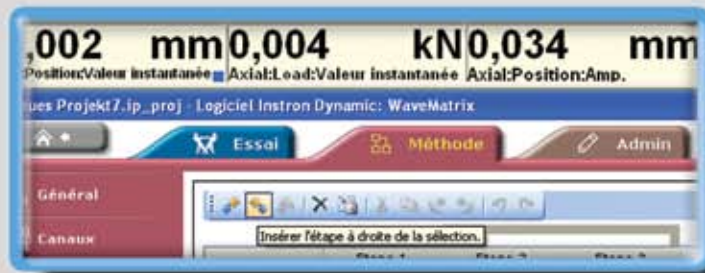 ,002 mm 0,004 kN 0,034 mm
Position:Valeur instantanée Axial:Load:Valeur instantanée Axial:Position:Amp.
ues Projekt7.ip_proj - Logiciel Instron Dynamic: WaveMatrix
Essai Méthode Admin
Général
Insérer l'étape à droite de la sélection.
Canaux